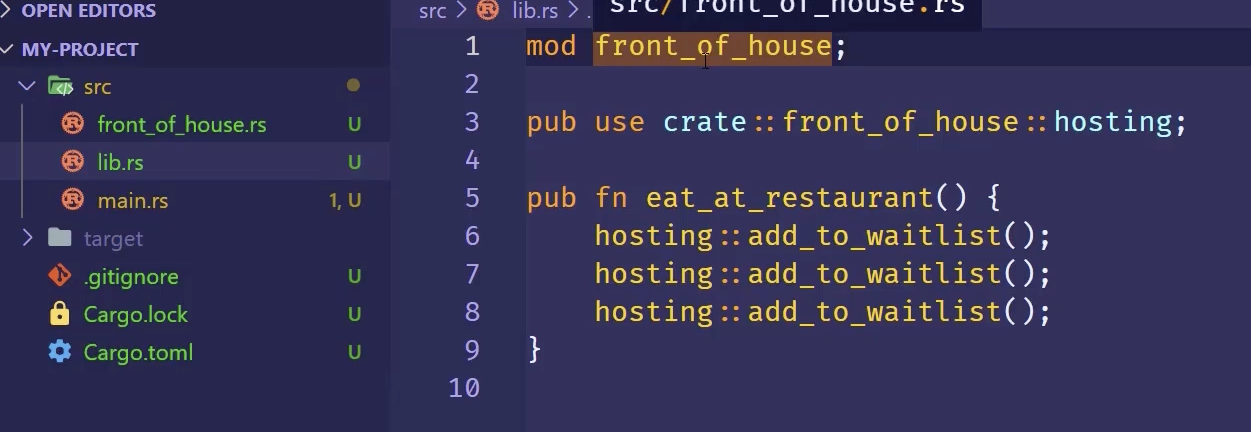 OPEN EDITORS
MY-PROJECT
src
front_of_house.rs U
lib.rs U
main.rs 1, U
target
.gitignore U
Cargo.lock U
Cargo.toml U
src > lib.rs > .
src/front_of_house.rs
1 mod front_of_house;
2
3 pub use crate::front_of_house::hosting;
4
5 pub fn eat_at_restaurant() {
6 hosting::add_to_waitlist();
7 hosting::add_to_waitlist();
8 hosting::add_to_waitlist();
9 }
10